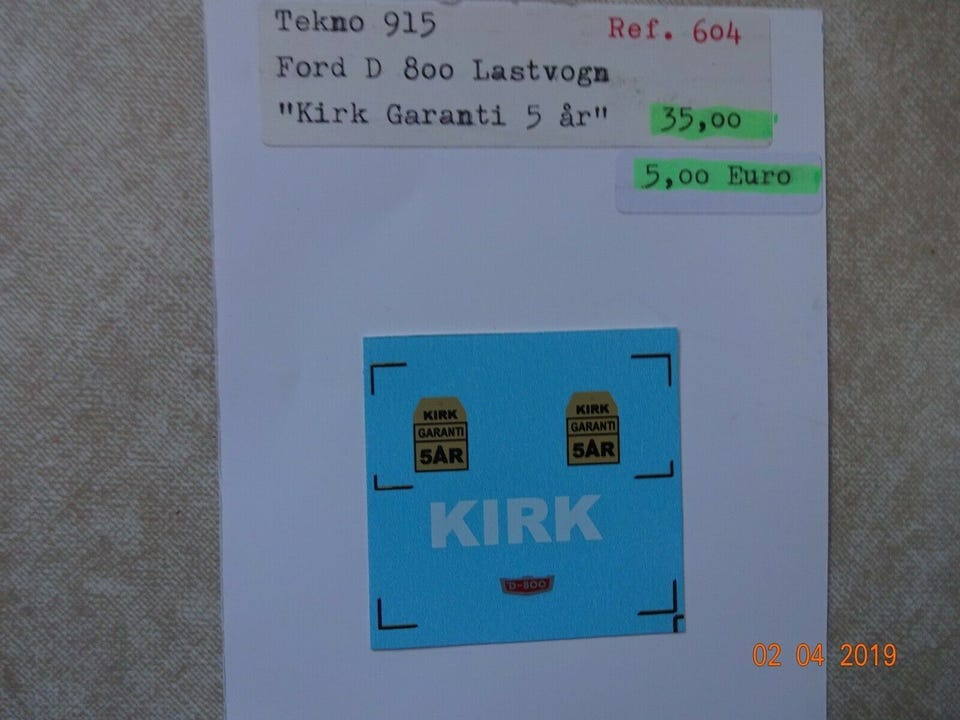 Tekno 915
Ref. 604
Ford D 800 Lastvogn
"Kirk Garanti 5 år"
35,00
5,00 Euro
KIRK
GARANTI
5ÅR
KIRK
GARANTI
5ÅR
KIRK
D-800
02 04 2019